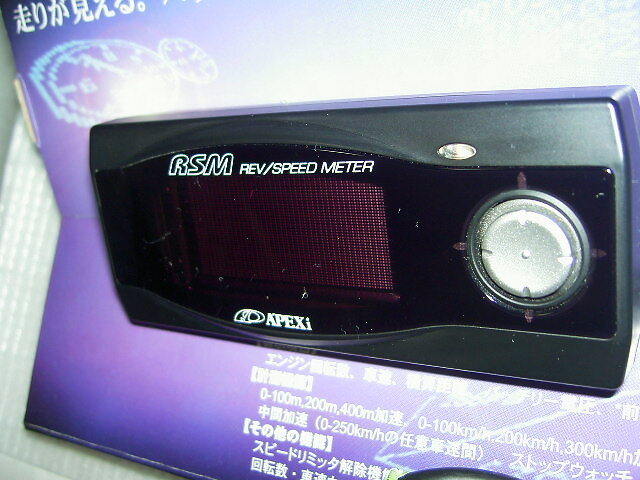 走りが見える。
RSM REV/SPEED METER
APEXi
エンジン回転数、車速、
【計測機能】
0-100m,200m,400m加速、0-100km/h,200km/h,300km/h加
中間加速（0-250km/hの任意車速間）・ストップウォッチ
【その他の機能】
スピードリミッタ解除機能
回転数・車速